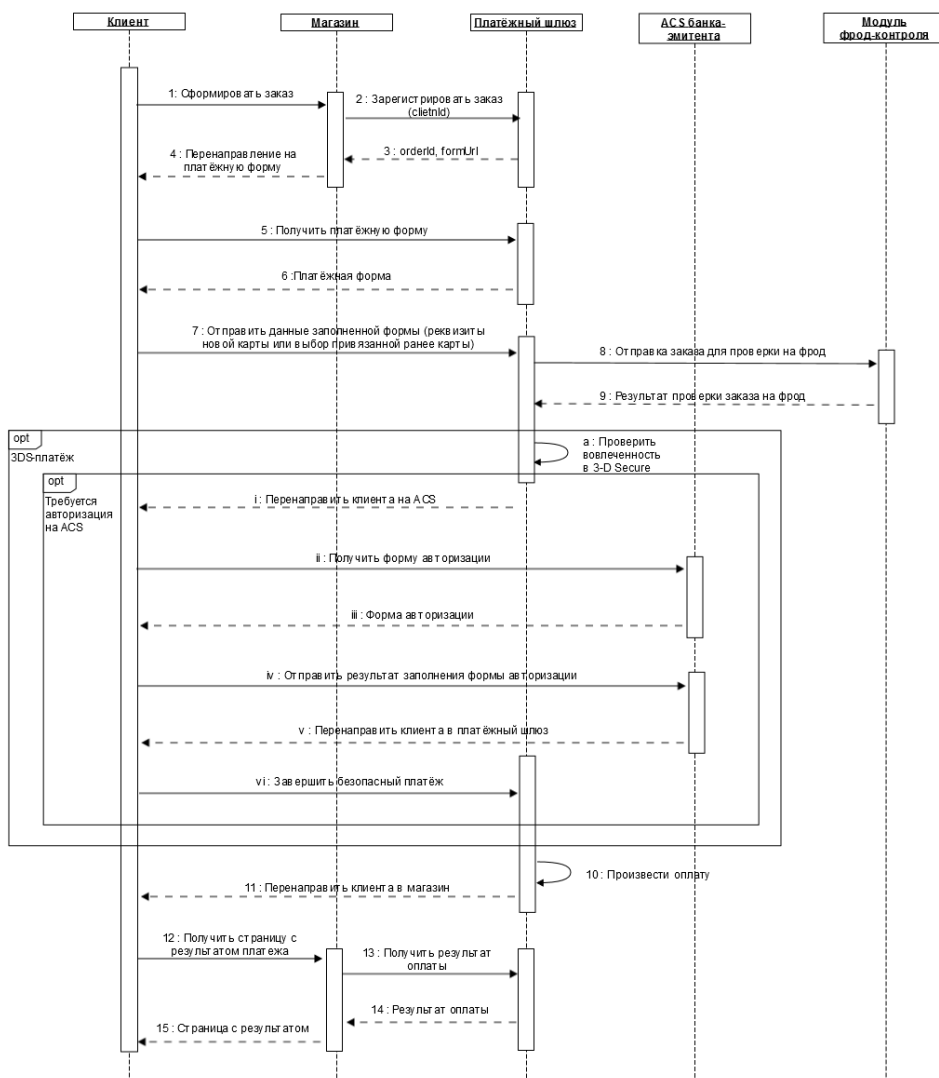 Клиент
Магазин
Платёжный шлюз
ACS банка-
эмитента
Модуль
фрод-контроля
1: Сформировать заказ
2 : Зарегистрировать заказ
(clietnId)
3 : orderId, formUrl
4 : Перенаправление на
платёжную форму
5 : Получить платёжную форму
6 :Платёжная форма
7 : Отправить данные заполненной формы (реквизиты
новой карты или выбор привязанной ранее карты)
8 : Отправка заказа для проверки на фрод
9 : Результат проверки заказа на фрод
opt
3DS-платёж
a : Проверить
вовлеченность
в 3-D Secure
opt
Требуется
авторизация
на ACS
i : Перенаправить клиента на ACS
ii : Получить форму авторизации
iii : Форма авторизации
iv : Отправить результат заполнения формы авторизации
v : Перенаправить клиента в платёжный шлюз
vi : Завершить безопасный платёж
10 : Произвести оплату
11 : Перенаправить клиента в магазин
12 : Получить страницу с
результатом платежа
13 : Получить результат
оплаты
14 : Результат оплаты
15 : Страница с результатом